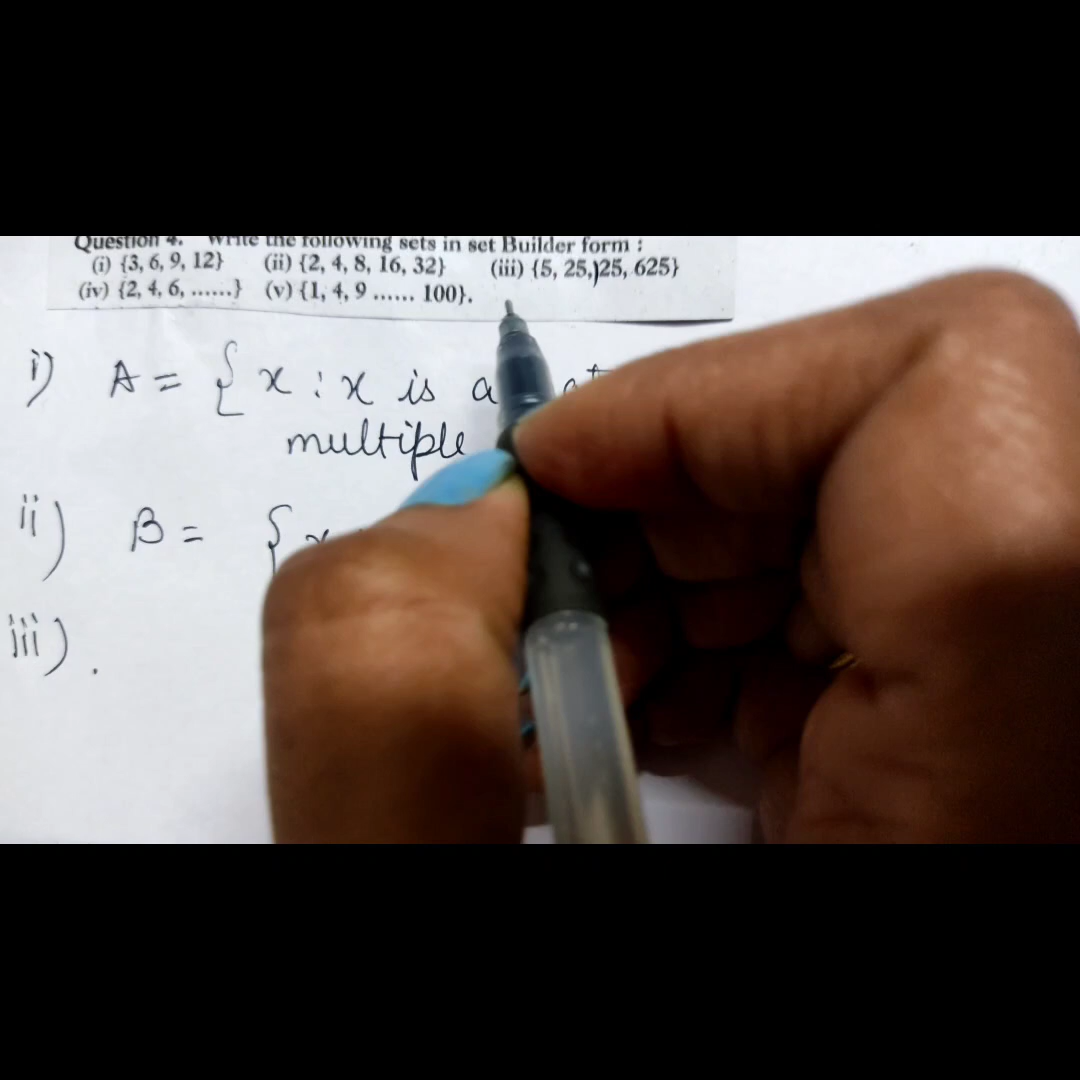 Question 4. Write the following sets in set Builder form :
(i) {3, 6, 9, 12} (ii) {2, 4, 8, 16, 32} (iii) {5, 25,)25, 625}
(iv) {2, 4, 6, ......} (v) {1, 4, 9 ...... 100}.
i) A = { x : x is a
multiple
ii) B = { x
iii) .